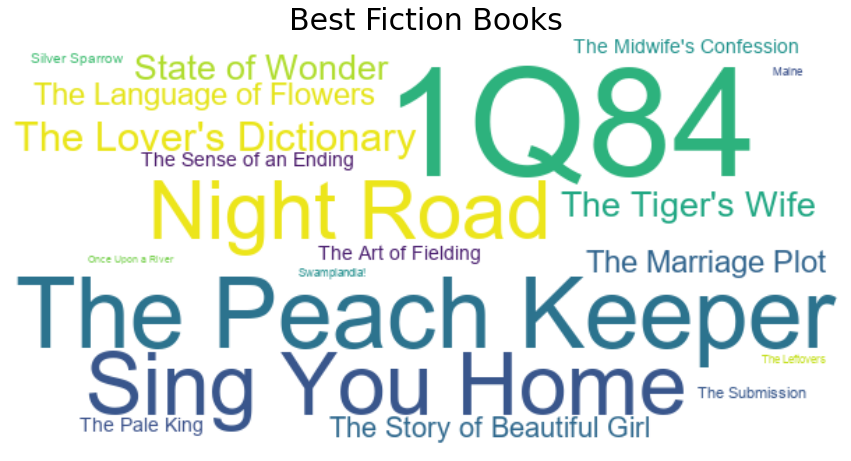 Best Fiction Books
The Midwife's Confession
Silver Sparrow
State of Wonder
1Q84
Maine
The Language of Flowers
The Lover's Dictionary
The Sense of an Ending
Night Road
The Tiger's Wife
The Art of Fielding
The Marriage Plot
Once Upon a River
Swamplandia!
The Peach Keeper
The Leftovers
Sing You Home
The Submission
The Pale King
The Story of Beautiful Girl